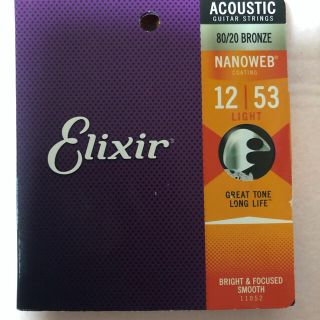 ACOUSTIC
GUITAR STRINGS
80/20 BRONZE
NANOWEB®
COATING
12 | 53
LIGHT
Elixir
GREAT TONE
LONG LIFE™
BRIGHT & FOCUSED
SMOOTH
11052